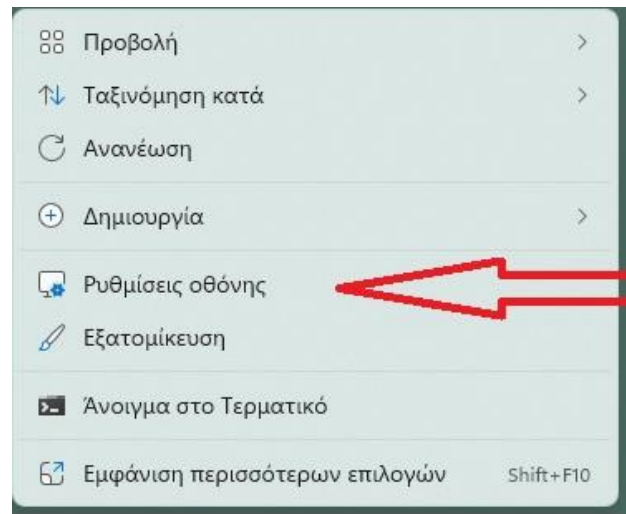 Προβολή
Ταξινόμηση κατά
Ανανέωση
Δημιουργία
Ρυθμίσεις οθόνης
Εξατομίκευση
Άνοιγμα στο Τερματικό
Εμφάνιση περισσότερων επιλογών Shift+F10